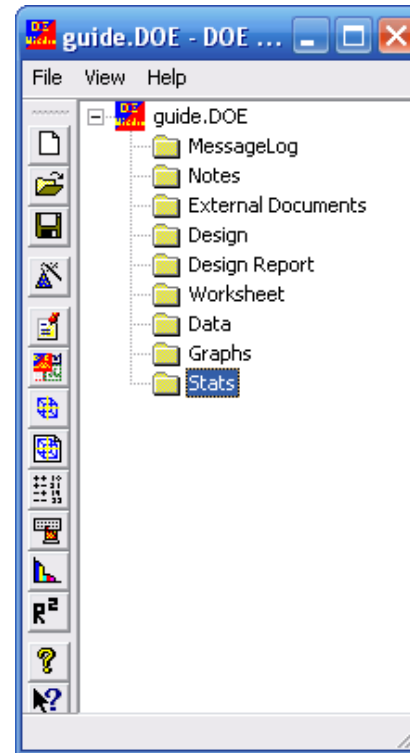 guide.DOE - DOE ...
File View Help
guide.DOE
MessageLog
Notes
External Documents
Design
Design Report
Worksheet
Data
Graphs
Stats
R²